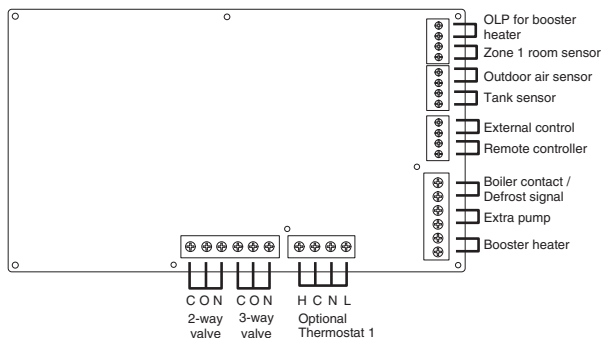 OLP for booster
heater
Zone 1 room sensor
Outdoor air sensor
Tank sensor
External control
Remote controller
Boiler contact /
Defrost signal
Extra pump
Booster heater
C O N C O N H C N L
2-way 3-way Optional
valve valve Thermostat 1